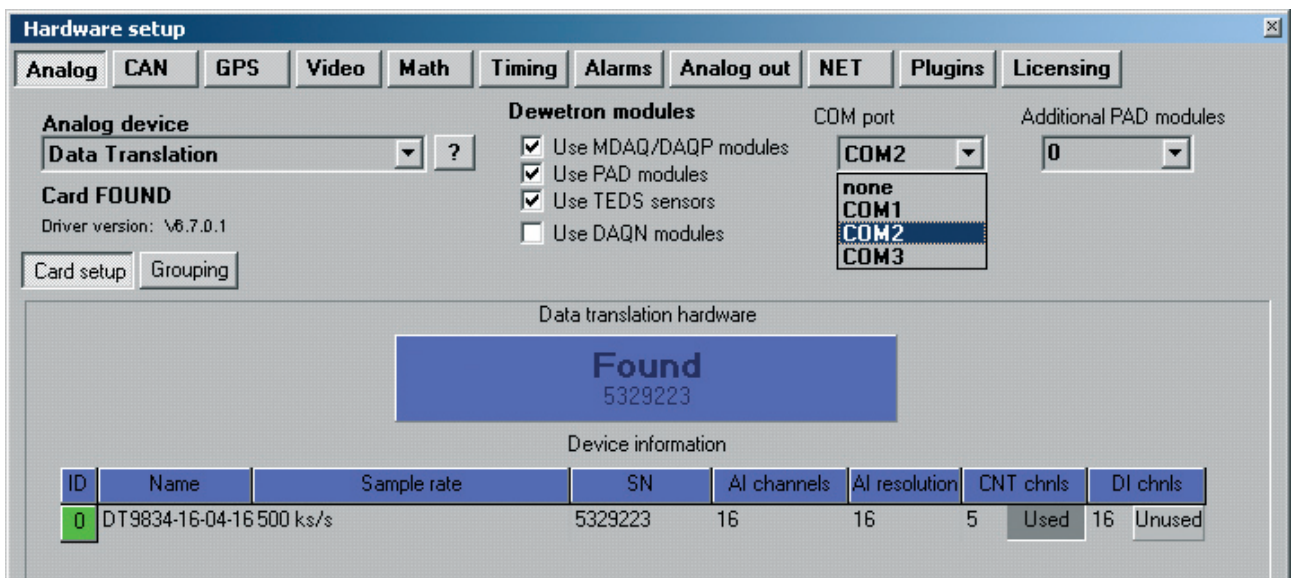 Hardware setup
Analog CAN GPS Video Math Timing Alarms Analog out NET Plugins Licensing
Analog device
Data Translation ?
Card FOUND
Driver version: V6.7.0.1
Dewetron modules
Use MDAQ/DAQP modules
Use PAD modules
Use TEDS sensors
Use DAQN modules
COM port
COM2
none
COM1
COM2
COM3
Additional PAD modules
0
Card setup Grouping
Data translation hardware
Found
5329223
Device information
ID Name Sample rate SN AI channels AI resolution CNT chnls DI chnls
0 DT9834-16-04-16 500 ks/s 5329223 16 16 5 Used 16 Unused